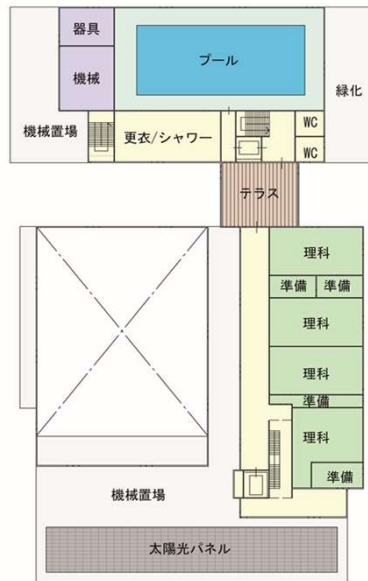 器具
プール
機械
緑化
機械置場
更衣/シャワー
WC
WC
テラス
理科
準備
準備
理科
理科
準備
理科
準備
機械置場
太陽光パネル